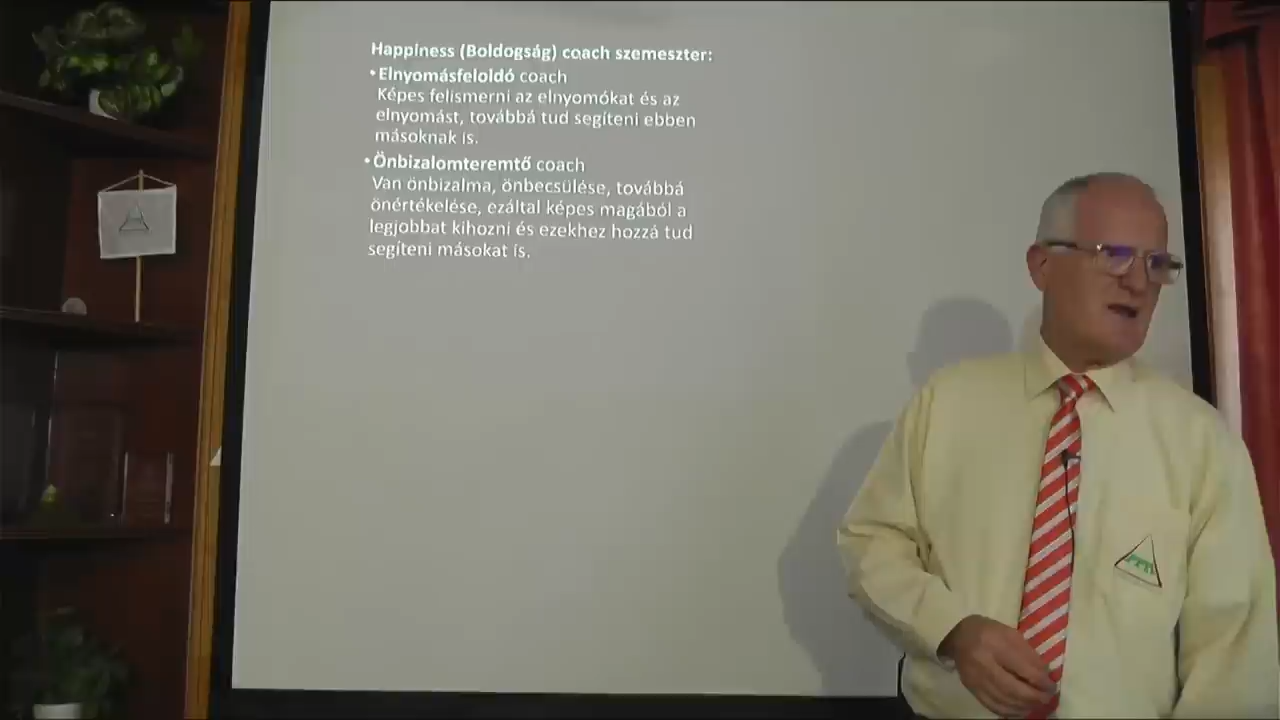 Happiness (Boldogság) coach szemeszter:
•Elnyomásfeloldó coach
Képes felismerni az elnyomókat és az
elnyomást, továbbá tud segíteni ebben
másoknak is.
•Önbizalomteremtő coach
Van önbizalma, önbecsülése, továbbá
önértékelése, ezáltal képes magából a
legjobbat kihozni és ezekhez hozzá tud
segíteni másokat is.